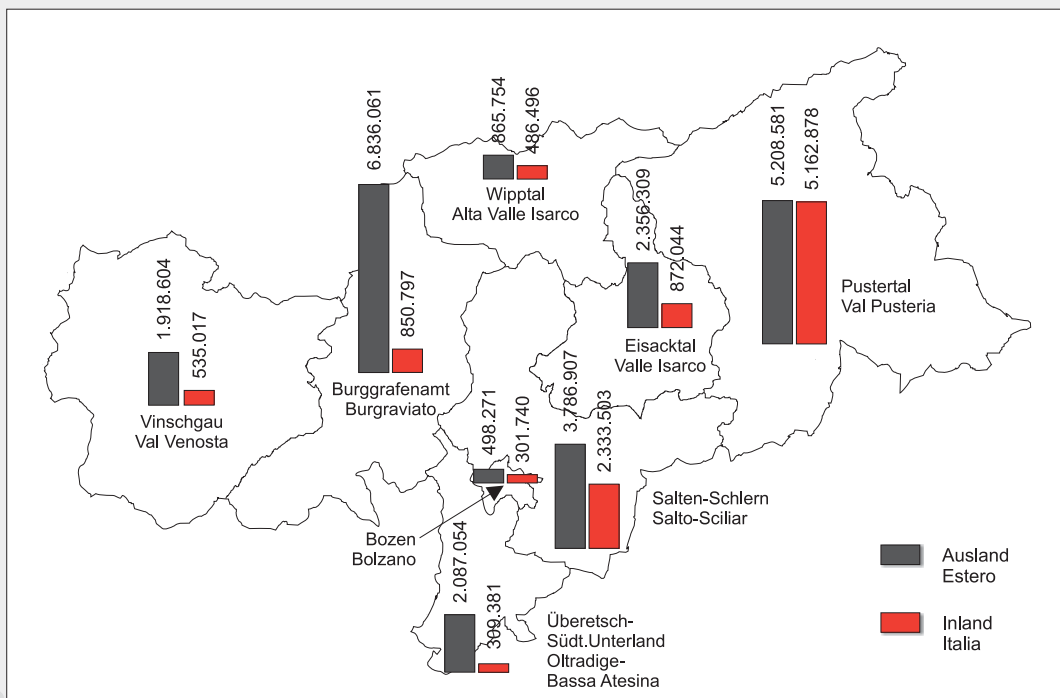 6.836.061
850.797
Burggrafenamt
Burgraviato
865.754
486.496
Wipptal
Alta Valle Isarco
5.208.581
5.162.878
Pustertal
Val Pusteria
2.356.309
872.044
Eisacktal
Valle Isarco
1.918.604
535.017
Vinschgau
Val Venosta
498.271
301.740
Bozen
Bolzano
3.786.907
2.333.503
Salten-Schlern
Salto-Sciliar
2.087.054
309.381
Überetsch-
Südt.Unterland
Oltradige-
Bassa Atesina
Ausland
Estero
Inland
Italia